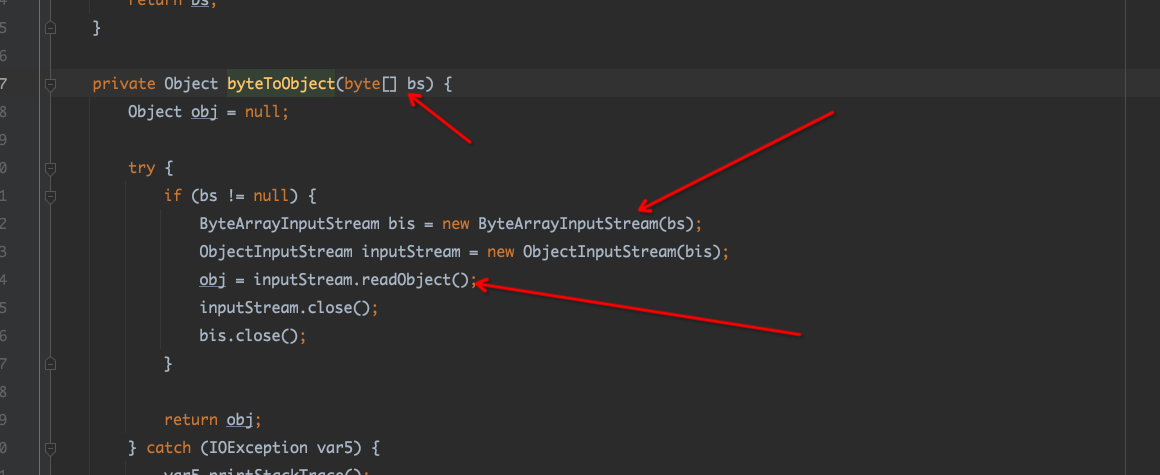 return bs;
5 }
6
7 private Object byteToObject(byte[] bs) {
8 Object obj = null;
9
0 try {
1 if (bs != null) {
2 ByteArrayInputStream bis = new ByteArrayInputStream(bs);
3 ObjectInputStream inputStream = new ObjectInputStream(bis);
4 obj = inputStream.readObject();
5 inputStream.close();
6 bis.close();
7 }
8
9 return obj;
0 } catch (IOException var5) {
var5.printStackTrace();